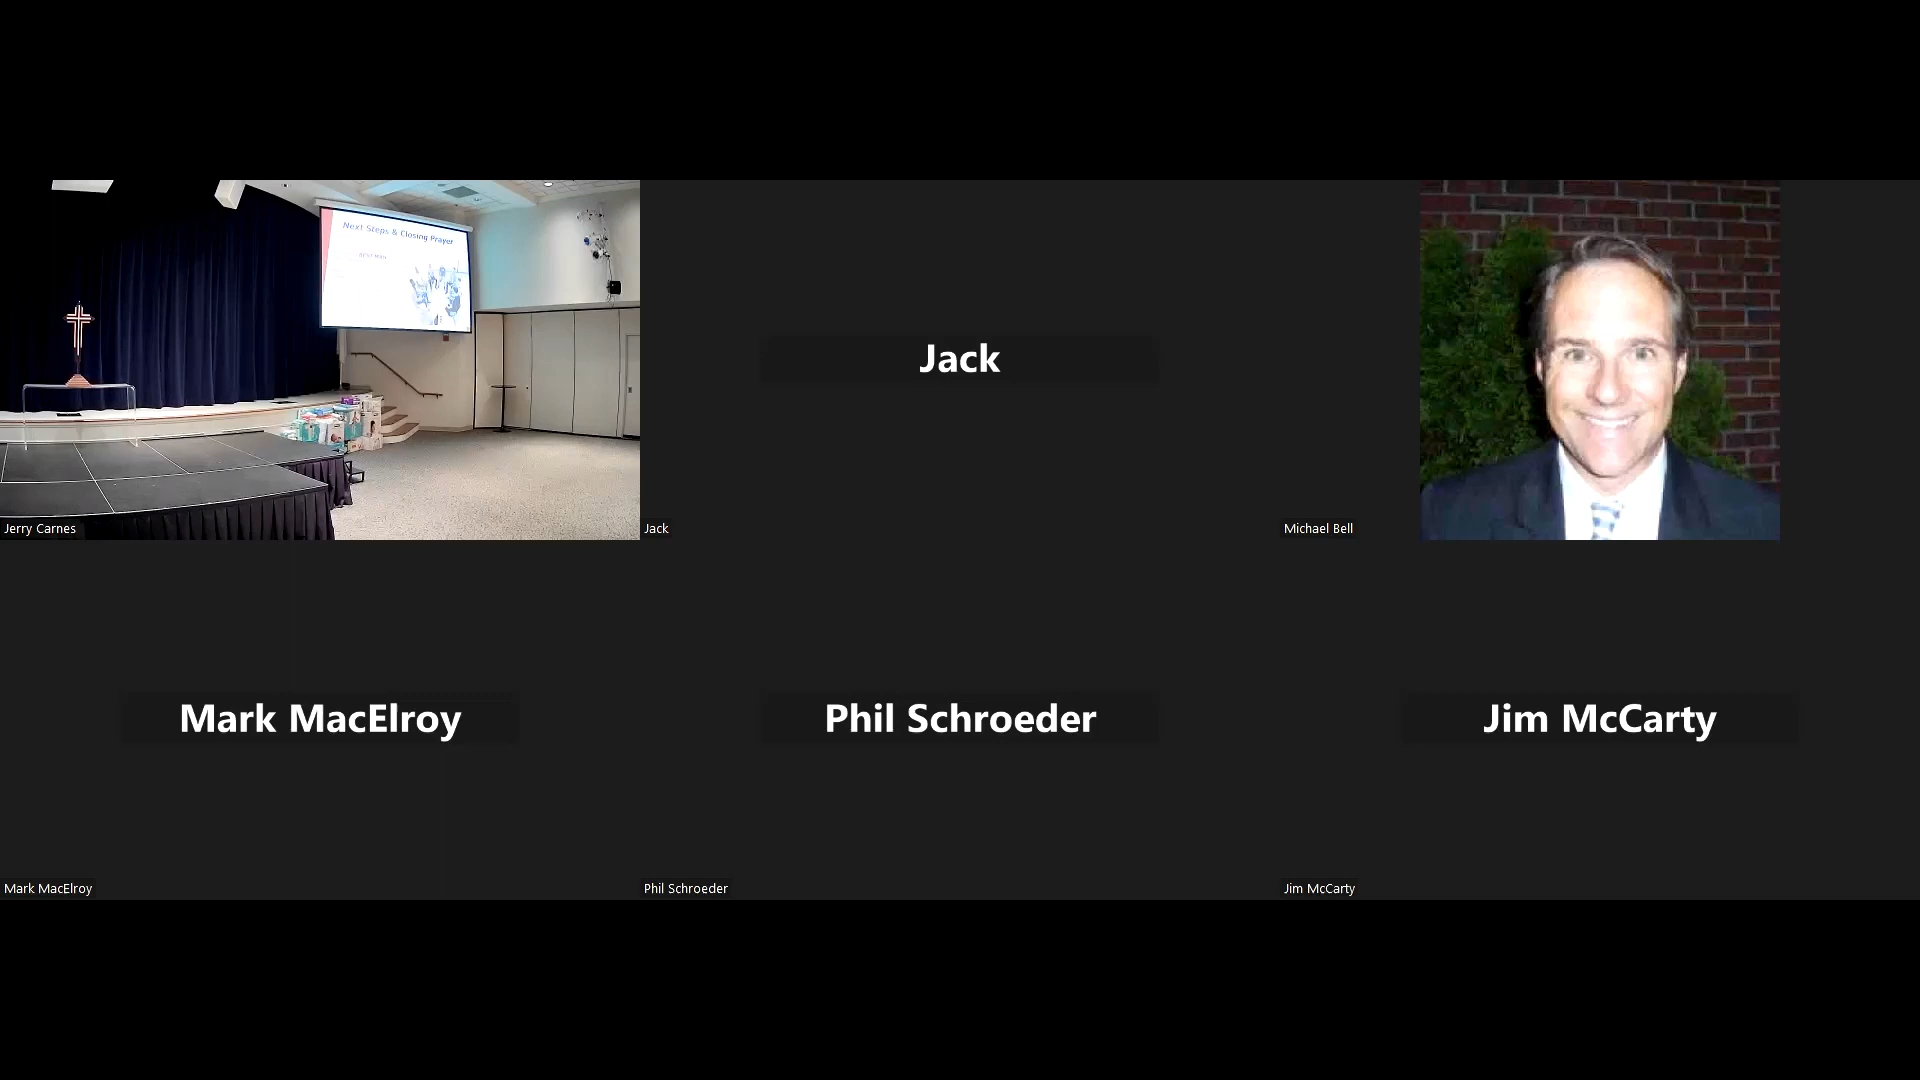 Next Steps & Closing Prayer
Jerry Carnes
Jack
Jack
Michael Bell
Mark MacElroy
Phil Schroeder
Jim McCarty
Mark MacElroy
Phil Schroeder
Jim McCarty